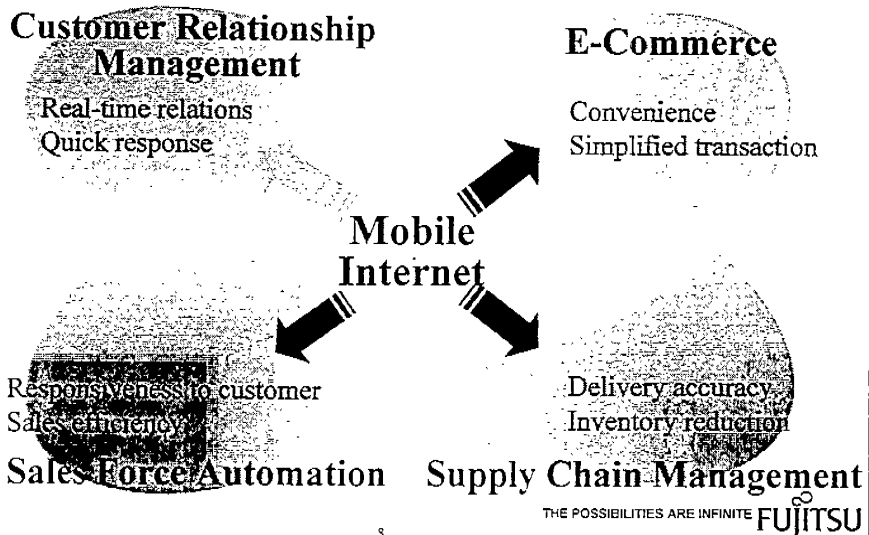 Customer Relationship
Management
Real-time relations
Quick response
E-Commerce
Convenience
Simplified transaction
Mobile
Internet
Responsiveness to customer
Sales efficiency
Sales Force Automation
Delivery accuracy
Inventory reduction
Supply Chain Management
THE POSSIBILITIES ARE INFINITE FUJITSU
8